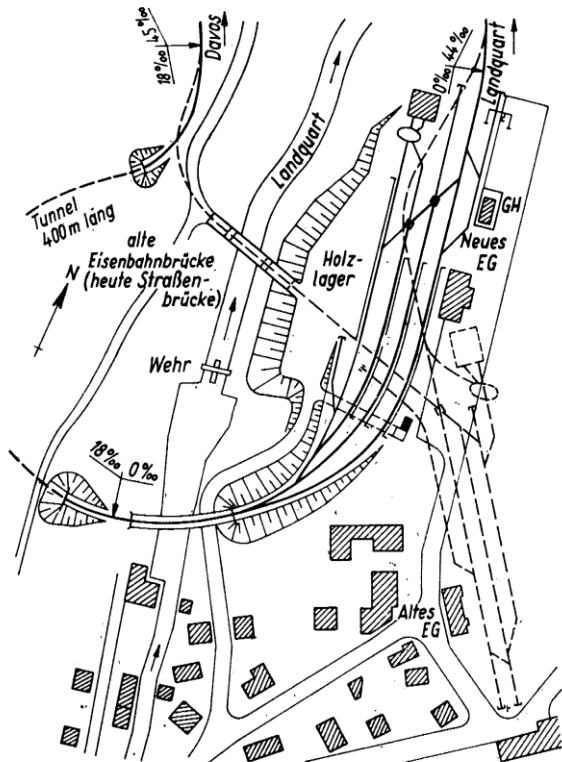 18‰ 45‰
Davos
0‰ 44‰
Landquart
Landquart
Tunnel
400m lang
alte
Eisenbahnbrücke
(heute Straßen-
brücke)
N
Holz-
lager
GH
Neues
EG
Wehr
18‰ 0‰
Altes
EG